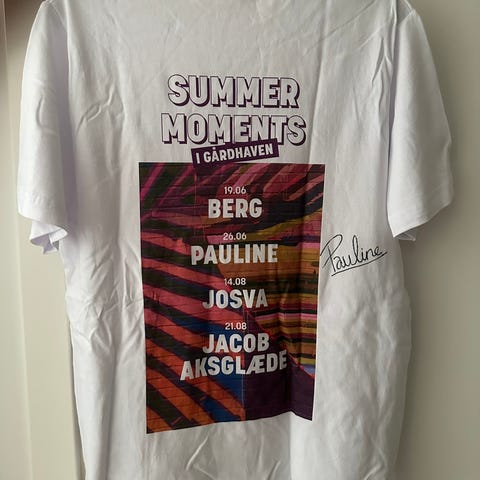 SUMMER
MOMENTS
I GÅRDHAVEN
19.06
BERG
26.06
PAULINE
Pauline
14.08
JOSVA
21.08
JACOB
AKSGLÆDE